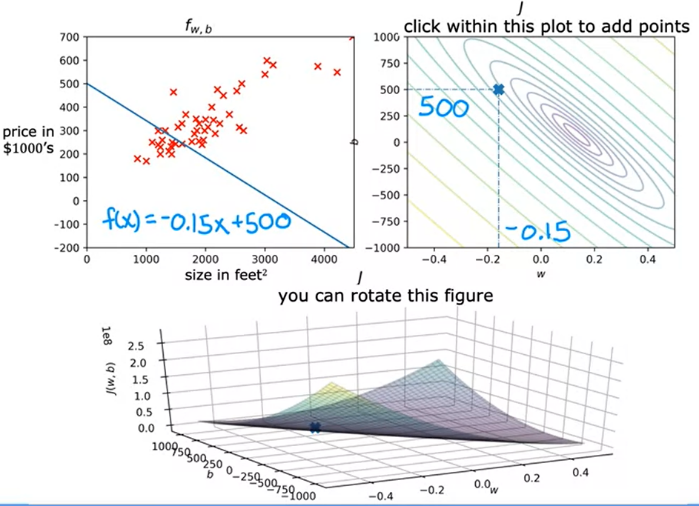 f_{w,b}
700
600
500
400
300
200
100
0
−100
−200
price in
$1000's
f(x) = -0.15x+500
0 1000 2000 3000 4000
size in feet²
J
click within this plot to add points
1000
750
500
250
0
−250
−500
−750
−1000
b
500
-0.15
−0.4 −0.2 0.0 0.2 0.4
w
J
you can rotate this figure
1e8
2.5
2.0
1.5
1.0
0.5
0.0
J(w,b)
1000 750 500 250 0 −250 −500 −750 −1000
b
−0.4 −0.2 0.0 0.2 0.4
w